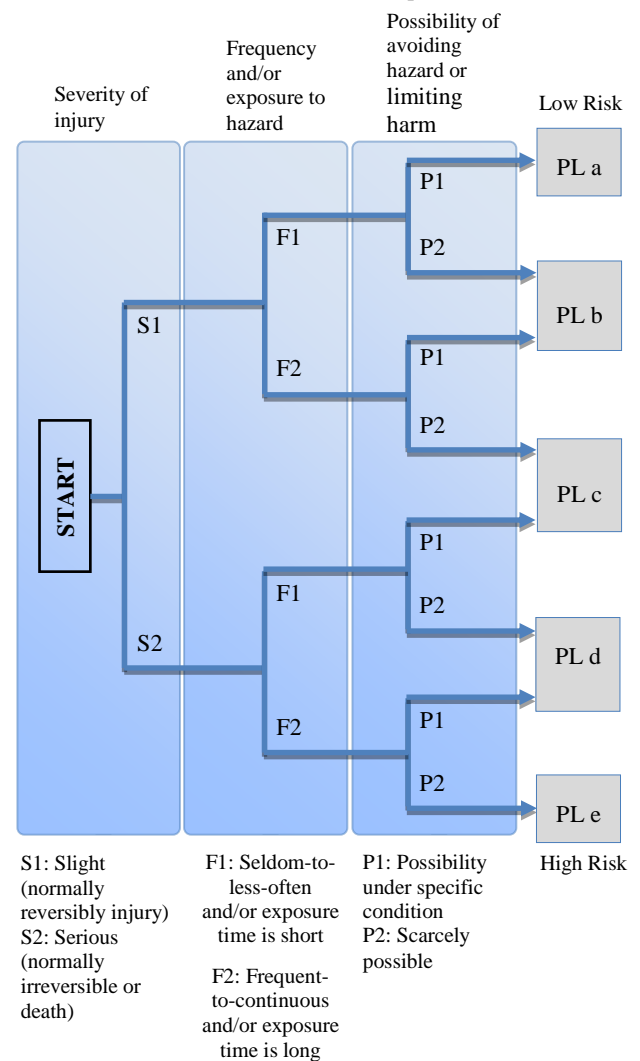 Severity of
injury
Frequency
and/or
exposure to
hazard
Possibility of
avoiding
hazard or
limiting
harm
Low Risk
START
S1
S2
F1
F2
F1
F2
P1
P2
P1
P2
P1
P2
P1
P2
PL a
PL b
PL c
PL d
PL e
High Risk
S1: Slight
(normally
reversibly injury)
S2: Serious
(normally
irreversible or
death)
F1: Seldom-to-
less-often
and/or exposure
time is short
F2: Frequent-
to-continuous
and/or exposure
time is long
P1: Possibility
under specific
condition
P2: Scarcely
possible